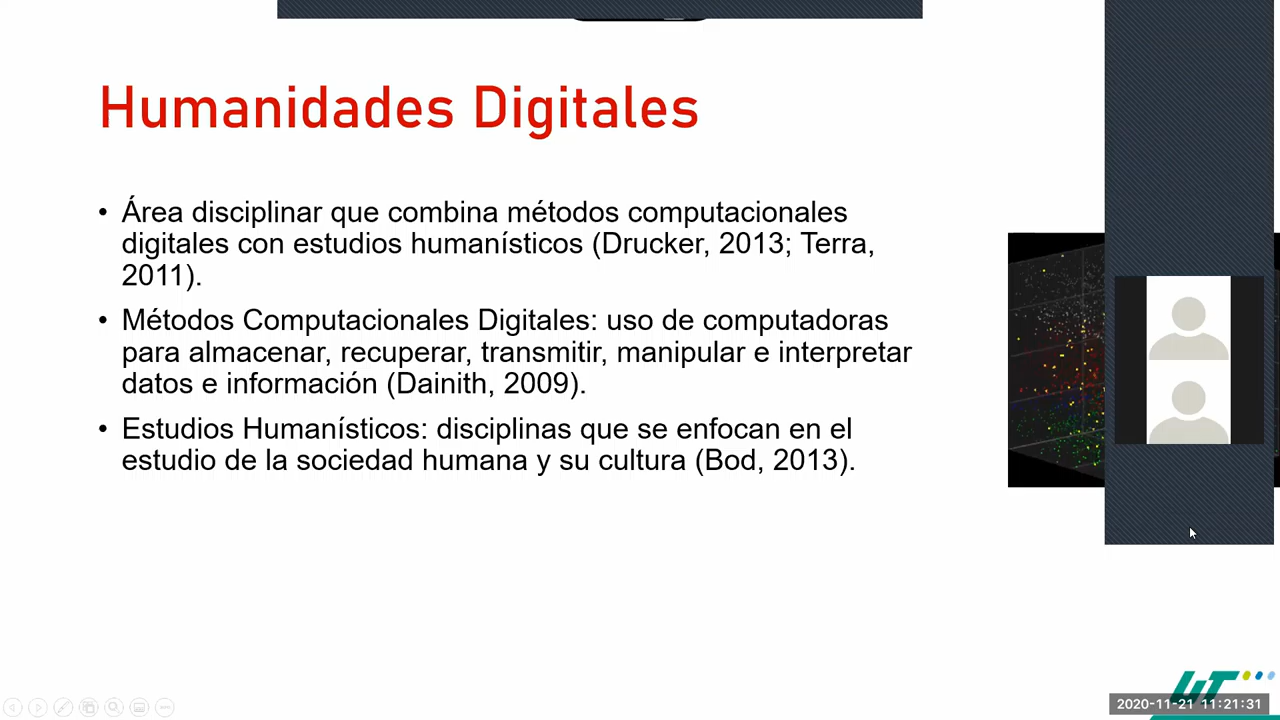 Humanidades Digitales
• Área disciplinar que combina métodos computacionales
digitales con estudios humanísticos (Drucker, 2013; Terra,
2011).
• Métodos Computacionales Digitales: uso de computadoras
para almacenar, recuperar, transmitir, manipular e interpretar
datos e información (Dainith, 2009).
• Estudios Humanísticos: disciplinas que se enfocan en el
estudio de la sociedad humana y su cultura (Bod, 2013).
2020-11-21 11:21:31